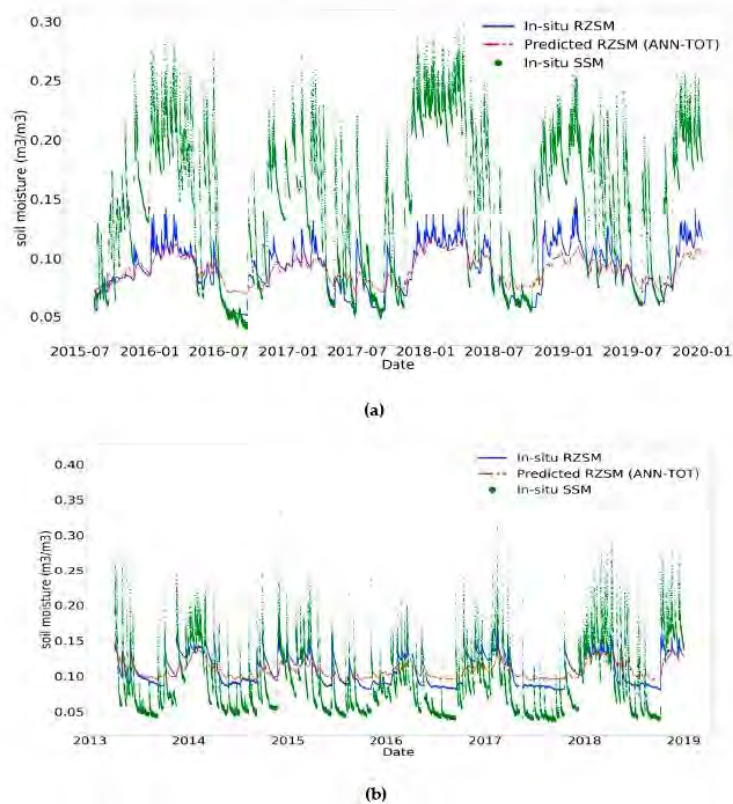 0.30
In-situ RZSM
Predicted RZSM (ANN-TOT)
In-situ SSM
0.25
0.20
0.15
0.10
0.05
soil moisture (m3/m3)
2015-07 2016-01 2016-07 2017-01 2017-07 2018-01 2018-07 2019-01 2019-07 2020-01
Date
(a)
0.40
In-situ RZSM
Predicted RZSM (ANN-TOT)
In-situ SSM
0.35
0.30
0.25
0.20
0.15
0.10
0.05
soil moisture (m3/m3)
2013 2014 2015 2016 2017 2018 2019
Date
(b)